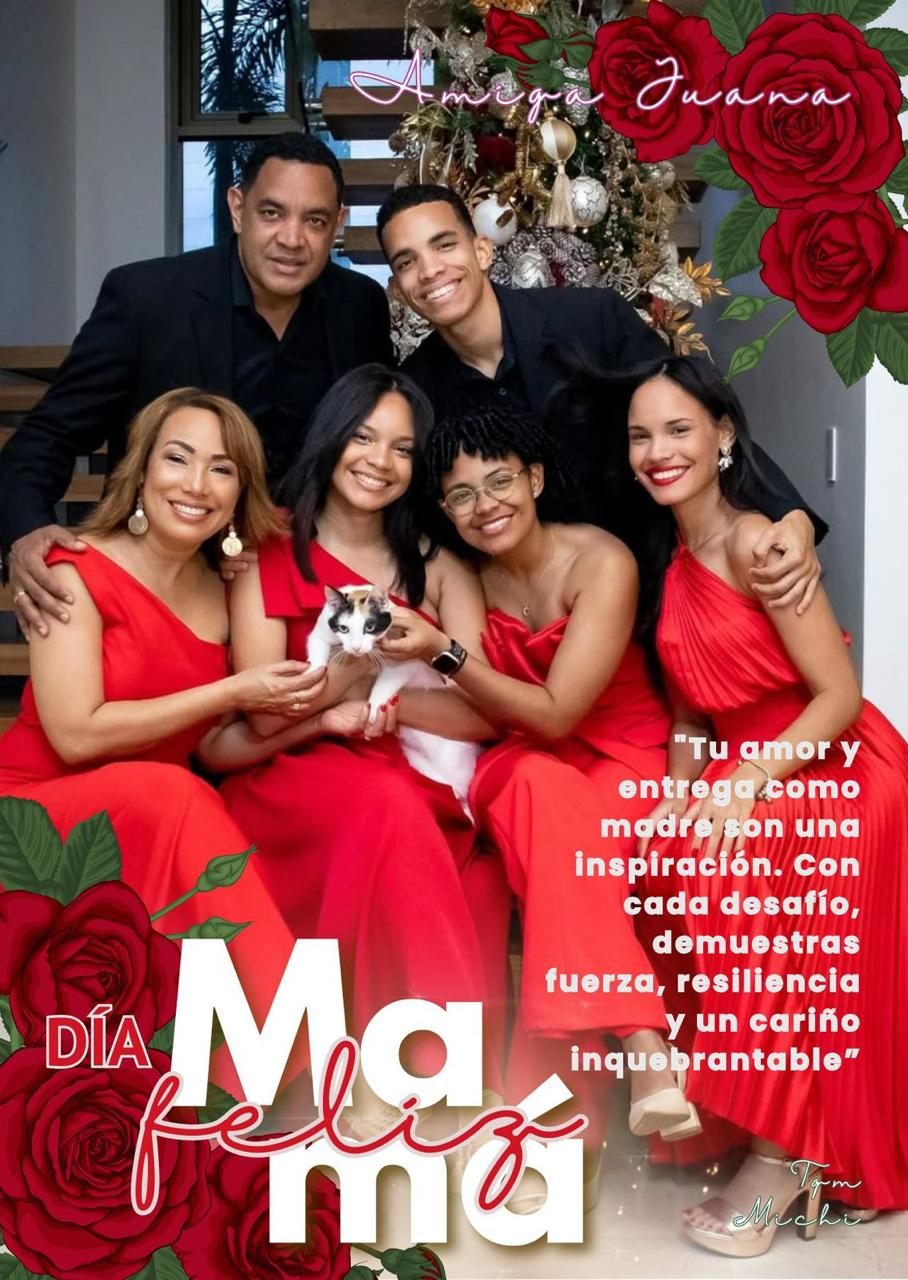 Amiga Juana
"Tu amor y
entrega como
madre son una
inspiración. Con
cada desafío,
demuestras
fuerza, resiliencia
y un cariño
inquebrantable”
DÍA
Ma
feliz
má
Tqm
Michi